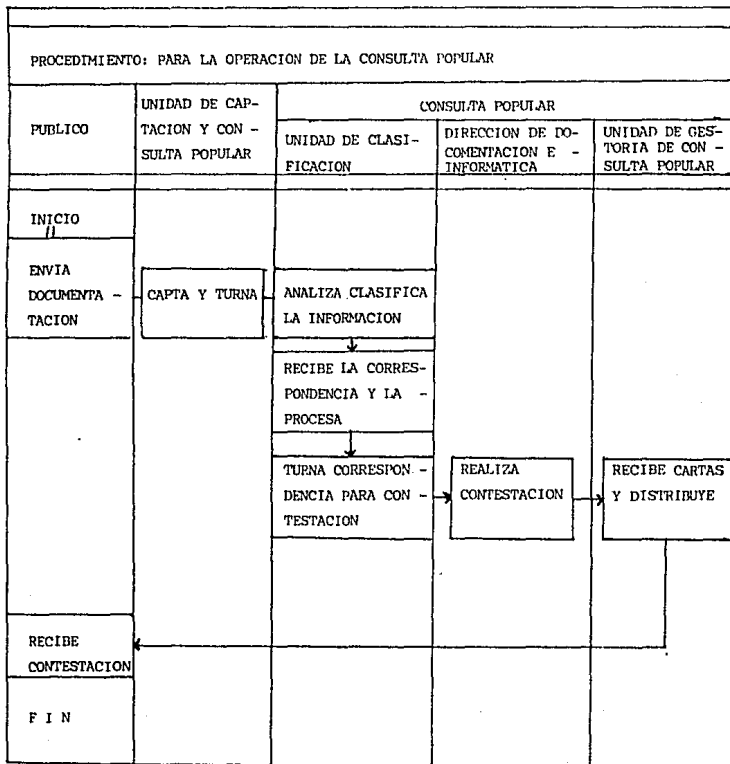 PROCEDIMIENTO: PARA LA OPERACION DE LA CONSULTA POPULAR
PUBLICO
UNIDAD DE CAP-
TACION Y CON -
SULTA POPULAR
CONSULTA POPULAR
UNIDAD DE CLASI-
FICACION
DIRECCION DE DO-
COMENTACION E -
INFORMATICA
UNIDAD DE GES-
TORIA DE CON -
SULTA POPULAR
INICIO
ENVIA
DOCUMENTA -
TACION
CAPTA Y TURNA
ANALIZA CLASIFICA
LA INFORMACION
RECIBE LA CORRES-
PONDENCIA Y LA -
PROCESA
TURNA CORRESPON-
DENCIA PARA CON -
TESTACION
REALIZA
CONTESTACION
RECIBE CARTAS
Y DISTRIBUYE
RECIBE
CONTESTACION
F I N